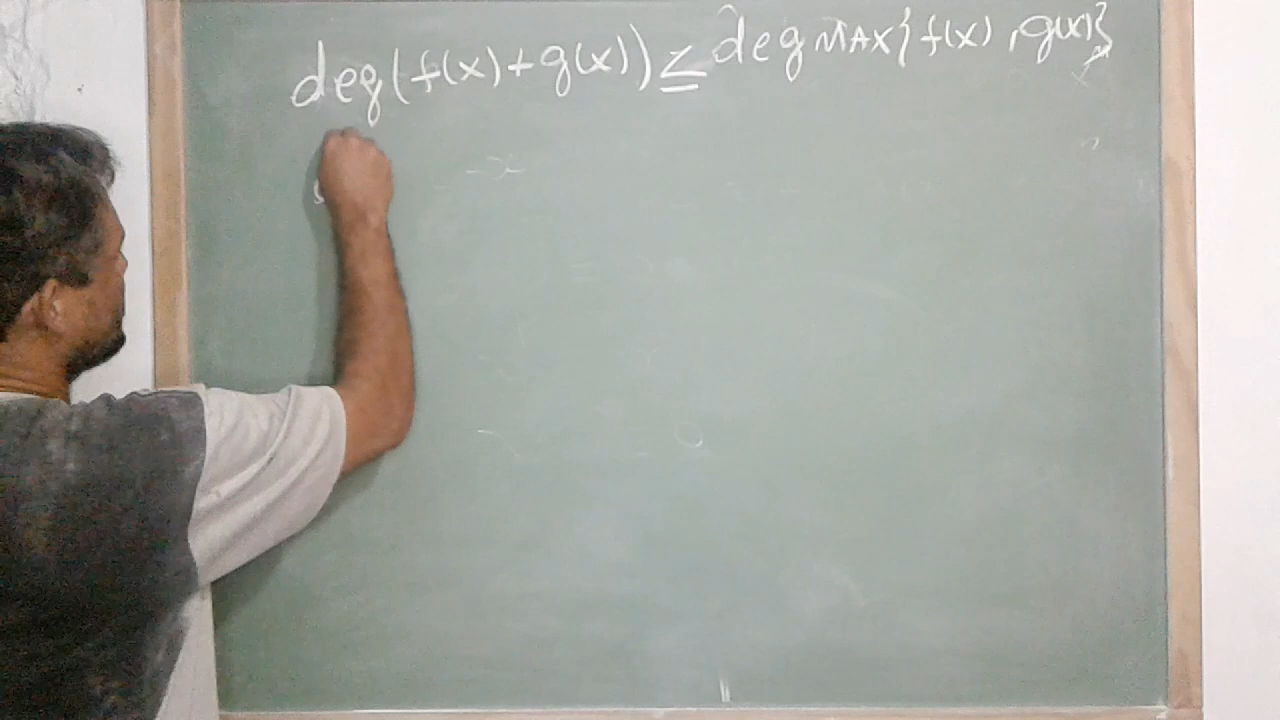 deg(f(x)+g(x)) ≤ deg MAX{f(x), g(x)}